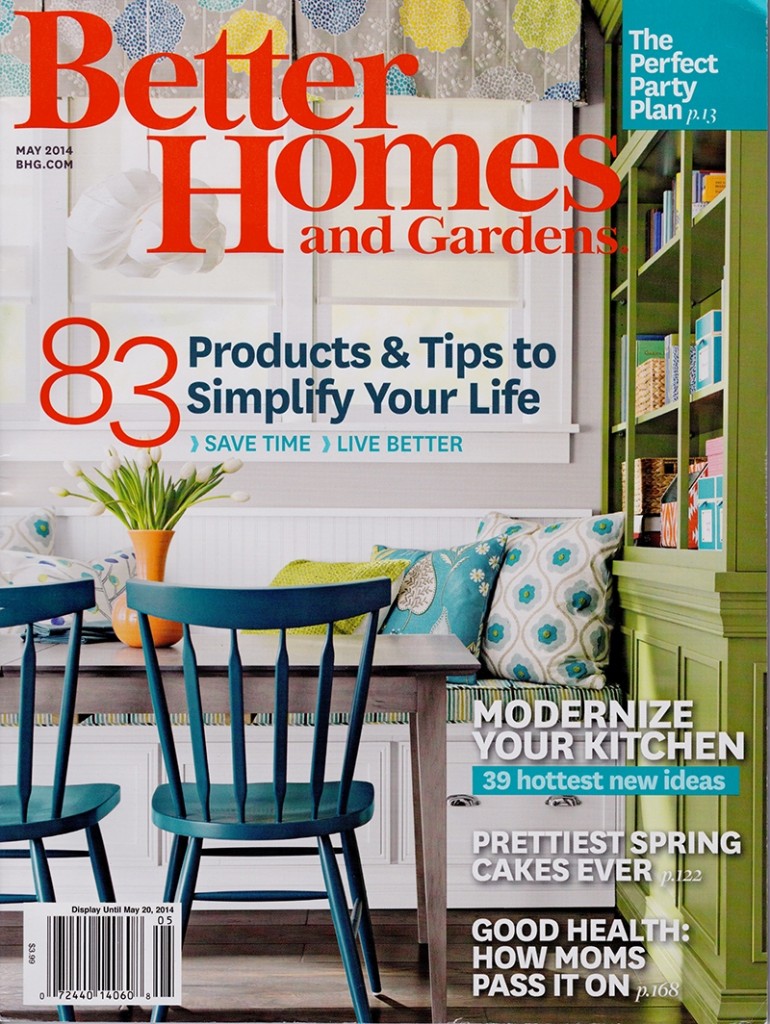 Better
Homes
and Gardens.
MAY 2014
BHG.COM
The
Perfect
Party
Plan p.13
83
Products & Tips to
Simplify Your Life
❯ SAVE TIME ❯ LIVE BETTER
MODERNIZE
YOUR KITCHEN
39 hottest new ideas
PRETTIEST SPRING
CAKES EVER p.122
GOOD HEALTH:
HOW MOMS
PASS IT ON p.168
Display Until May 20, 2014
05
$3.99
0 72440 14060 8